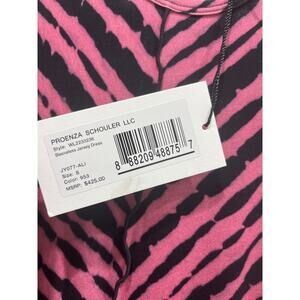 PROENZA SCHOULER LLC
Style: WL2233236
Sleeveless Jersey Dress
JY077-ALI
Size: S
Color: 953
MSRP: $425.00
8 88209 48875 7